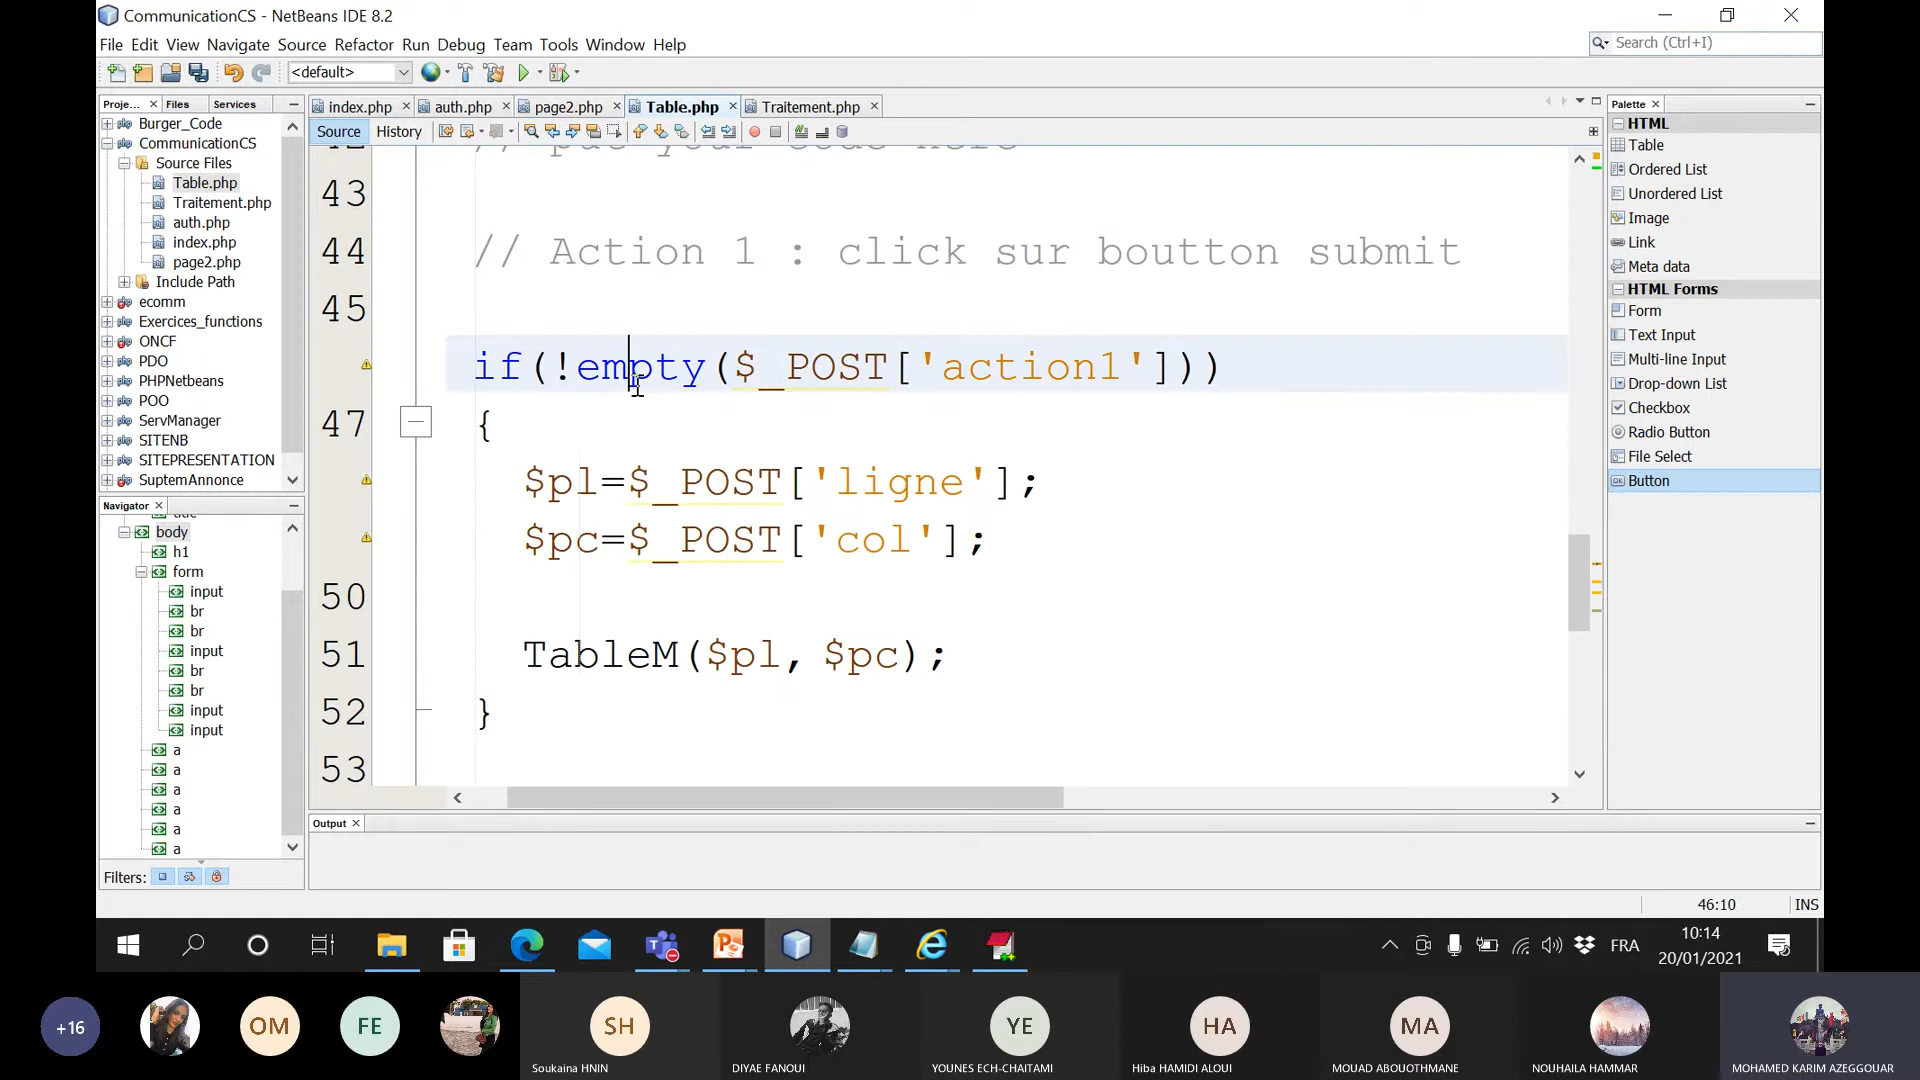 CommunicationCS - NetBeans IDE 8.2
File Edit View Navigate Source Refactor Run Debug Team Tools Window Help
Search (Ctrl+I)
<default>
Proje... Files Services
index.php auth.php page2.php Table.php Traitement.php
Palette
Source History
Burger_Code
CommunicationCS
Source Files
Table.php
Traitement.php
auth.php
index.php
page2.php
Include Path
ecomm
Exercices_functions
ONCF
PDO
PHPNetbeans
POO
ServManager
SITENB
SITEPRESENTATION
SuptemAnnonce
Navigator
body
h1
form
input
br
br
input
br
br
input
input
a
a
a
a
a
a
Filters:
42 // put your code here
43
44 // Action 1 : click sur boutton submit
45
if(!empty($_POST['action1']))
47 {
$pl=$_POST['ligne'];
$pc=$_POST['col'];
50
51 TableM($pl, $pc);
52 }
53
HTML
Table
Ordered List
Unordered List
Image
Link
Meta data
HTML Forms
Form
Text Input
Multi-line Input
Drop-down List
Checkbox
Radio Button
File Select
Button
Output
46:10 INS
FRA
10:14
20/01/2021
+16 OM FE SH YE HA MA
Soukaina HNIN DIYAE FANOUI YOUNES ECH-CHAITAMI Hiba HAMIDI ALOUI MOUAD ABOUOTHMANE NOUHAILA HAMMAR MOHAMED KARIM AZEGGOUAR